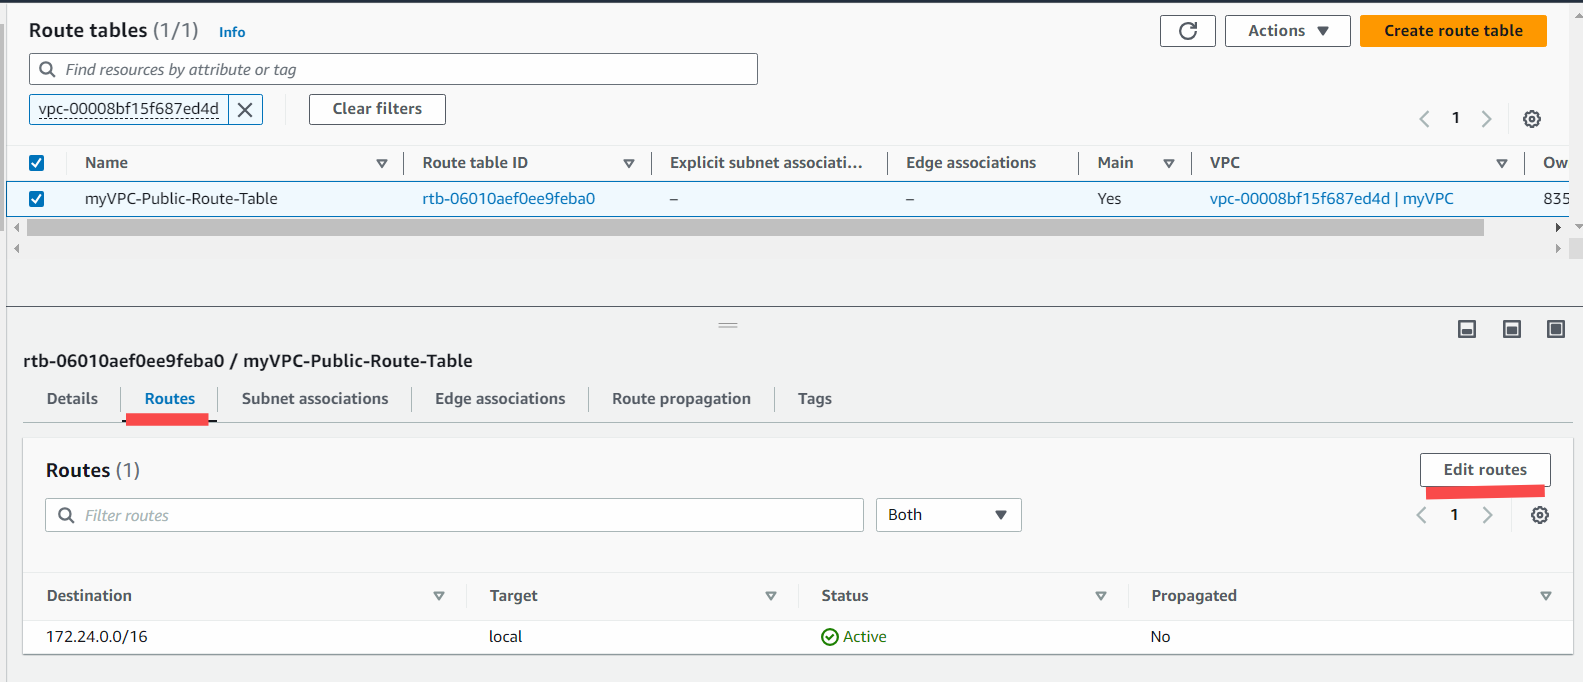 Route tables (1/1) Info Actions Create route table
Find resources by attribute or tag
vpc-00008bf15f687ed4d Clear filters
1
Name Route table ID Explicit subnet associati... Edge associations Main VPC Ow
myVPC-Public-Route-Table rtb-06010aef0ee9feba0 – – Yes vpc-00008bf15f687ed4d | myVPC 835
rtb-06010aef0ee9feba0 / myVPC-Public-Route-Table
Details Routes Subnet associations Edge associations Route propagation Tags
Routes (1) Edit routes
Filter routes Both 1
Destination Target Status Propagated
172.24.0.0/16 local Active No